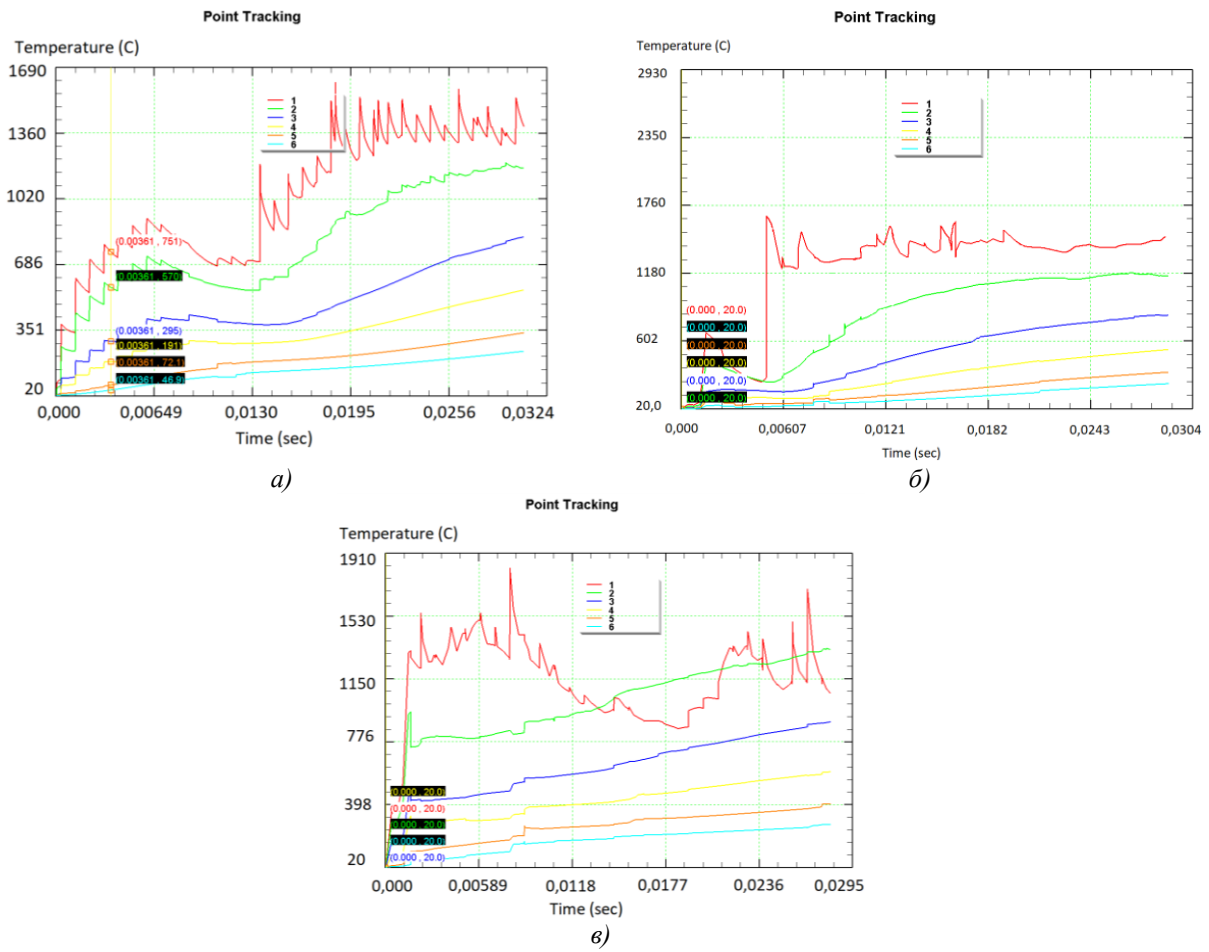 Point Tracking
Temperature (C)
1690
1360
1020
686
351
20
1
2
3
4
5
6
(0.00361 , 751)
(0.00361 , 570)
(0.00361 , 295)
(0.00361 , 191)
(0.00361 , 72.1)
(0.00361 , 46.9)
0,000 0,00649 0,0130 0,0195 0,0256 0,0324
Time (sec)
а)
Point Tracking
Temperature (C)
2930
2350
1760
1180
602
20,0
1
2
3
4
5
6
(0.000 , 20.0)
(0.000 , 20.0)
(0.000 , 20.0)
(0.000 , 20.0)
(0.000 , 20.0)
(0.000 , 20.0)
0,000 0,00607 0,0121 0,0182 0,0243 0,0304
Time (sec)
б)
Point Tracking
Temperature (C)
1910
1530
1150
776
398
20
1
2
3
4
5
6
(0.000 , 20.0)
(0.000 , 20.0)
(0.000 , 20.0)
(0.000 , 20.0)
(0.000 , 20.0)
0,000 0,00589 0,0118 0,0177 0,0236 0,0295
Time (sec)
в)